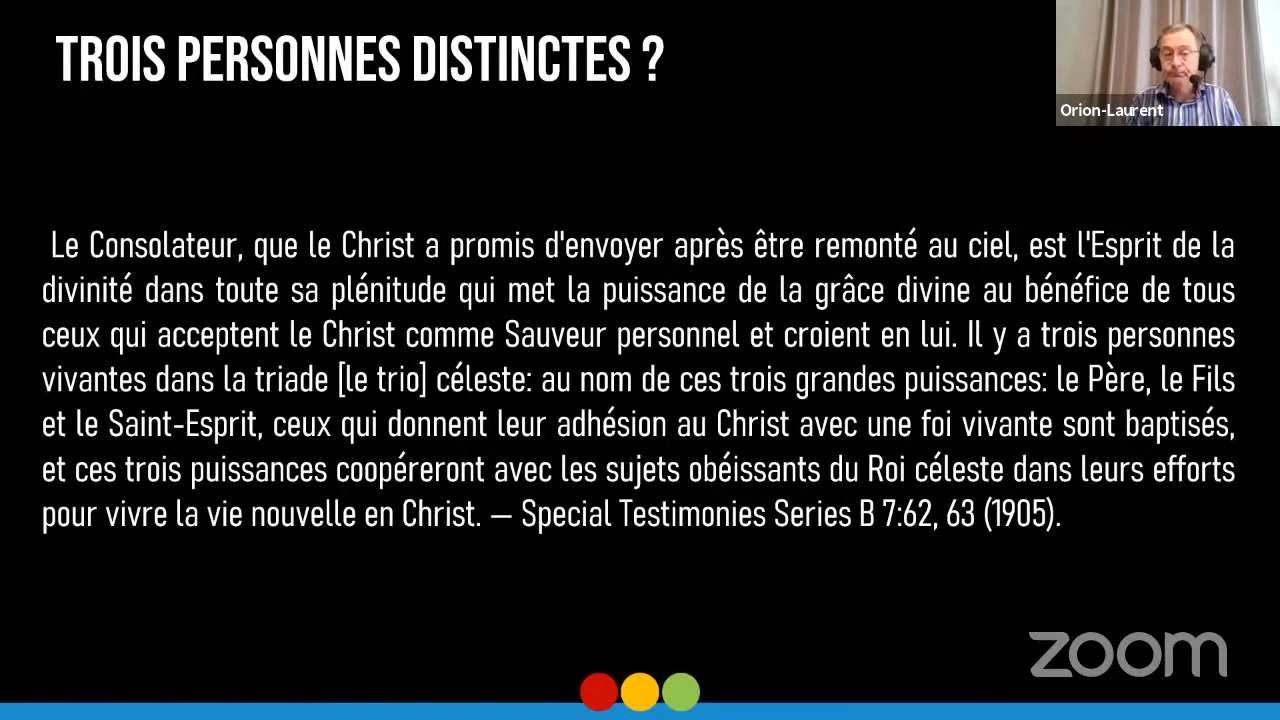 TROIS PERSONNES DISTINCTES ?
Orion-Laurent
Le Consolateur, que le Christ a promis d'envoyer après être remonté au ciel, est l'Esprit de la
divinité dans toute sa plénitude qui met la puissance de la grâce divine au bénéfice de tous
ceux qui acceptent le Christ comme Sauveur personnel et croient en lui. Il y a trois personnes
vivantes dans la triade [le trio] céleste: au nom de ces trois grandes puissances: le Père, le Fils
et le Saint-Esprit, ceux qui donnent leur adhésion au Christ avec une foi vivante sont baptisés,
et ces trois puissances coopéreront avec les sujets obéissants du Roi céleste dans leurs efforts
pour vivre la vie nouvelle en Christ. — Special Testimonies Series B 7:62, 63 (1905).
zoom